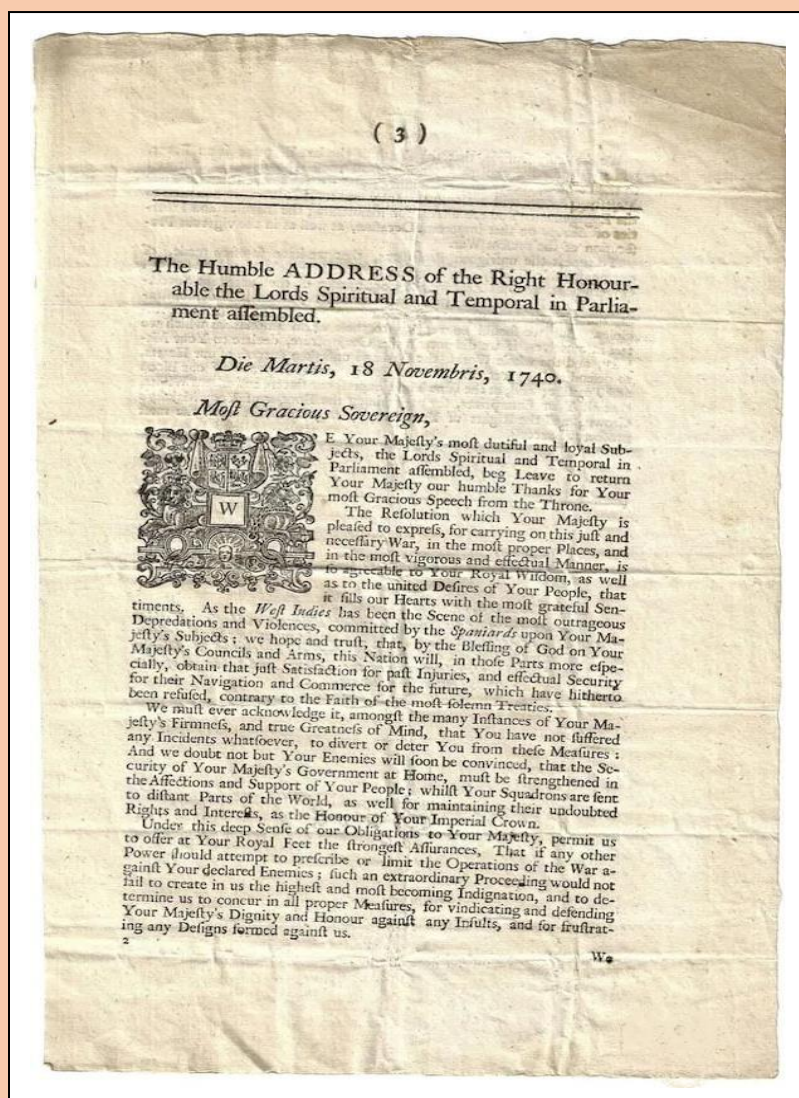 ( 3 )
The Humble ADDRESS of the Right Honour-
able the Lords Spiritual and Temporal in Parlia-
ment aſſembled.
Die Martis, 18 Novembris, 1740.
Moſt Gracious Sovereign,
WE Your Majeſty's moſt dutiful and loyal Sub-
jects, the Lords Spiritual and Temporal in
Parliament aſſembled, beg Leave to return
Your Majeſty our humble Thanks for Your
moſt Gracious Speech from the Throne.
The Reſolution which Your Majeſty is
pleaſed to expreſs, for carrying on this juſt and
neceſſary War, in the moſt proper Places, and
in the moſt vigorous and effectual Manner, is
ſo agreeable to Your Royal Wiſdom, as well
as to the united Deſires of Your People, that
it fills our Hearts with the moſt grateful Sen-
timents. As the Weſt Indies has been the Scene of the moſt outrageous
Depredations and Violences, committed by the Spaniards upon Your Ma-
jeſty's Subjects; we hope and truſt, that, by the Bleſſing of God on Your
Majeſty's Councils and Arms, this Nation will, in thoſe Parts more eſpe-
cially, obtain that juſt Satisfaction for paſt Injuries, and effectual Security
for their Navigation and Commerce for the future, which have hitherto
been refuſed, contrary to the Faith of the moſt ſolemn Treaties.
We muſt ever acknowledge it, amongſt the many Inſtances of Your Ma-
jeſty's Firmneſs, and true Greatneſs of Mind, that You have not ſuffered
any Incidents whatſoever, to divert or deter You from theſe Meaſures:
And we doubt not but Your Enemies will ſoon be convinced, that the Se-
curity of Your Majeſty's Government at Home, muſt be ſtrengthened in
the Affections and Support of Your People; whilſt Your Squadrons are ſent
to diſtant Parts of the World, as well for maintaining their undoubted
Rights and Intereſts, as the Honour of Your Imperial Crown.
Under this deep Senſe of our Obligations to Your Majeſty, permit us
to offer at Your Royal Feet the ſtrongeſt Aſſurances, That if any other
Power ſhould attempt to preſcribe or limit the Operations of the War a-
gainſt Your declared Enemies; ſuch an extraordinary Proceeding would not
fail to create in us the higheſt and moſt becoming Indignation, and to de-
termine us to concur in all proper Meaſures, for vindicating and defending
Your Majeſty's Dignity and Honour againſt any Inſults, and for fruſtrat-
ing any Deſigns formed againſt us.
2
We